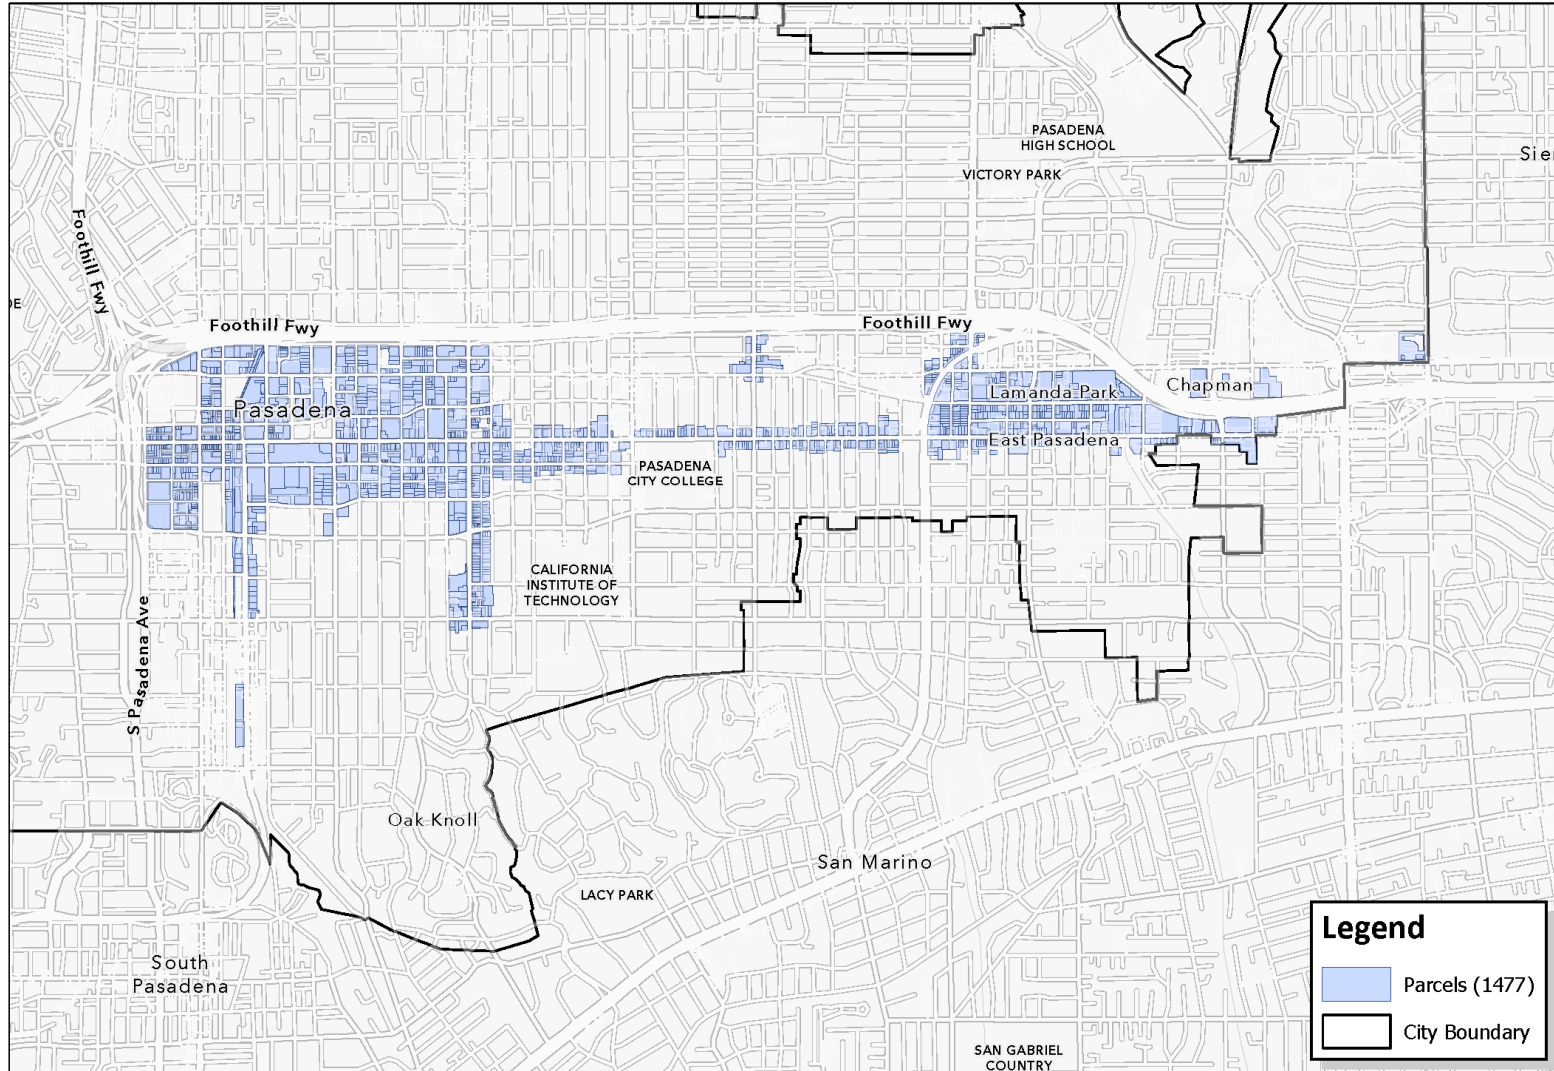 PASADENA
HIGH SCHOOL
Sier
VICTORY PARK
Foothill Fwy
DE
Foothill Fwy
Foothill Fwy
Chapman
Lamanda Park
Pasadena
East Pasadena
PASADENA
CITY COLLEGE
CALIFORNIA
INSTITUTE OF
TECHNOLOGY
S Pasadena Ave
Oak Knoll
San Marino
LACY PARK
South
Pasadena
SAN GABRIEL
COUNTRY
Legend
Parcels (1477)
City Boundary